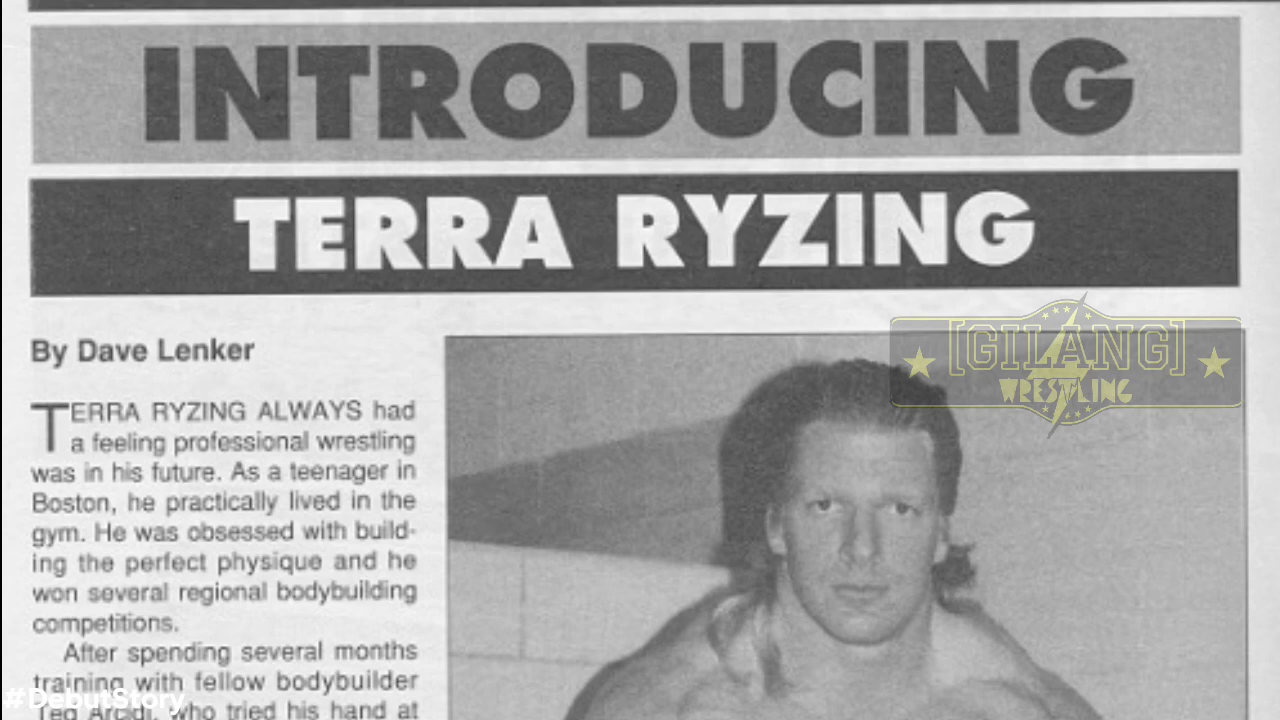 INTRODUCING
TERRA RYZING
By Dave Lenker
[GILANG]
WRESTLING
TERRA RYZING ALWAYS had
a feeling professional wrestling
was in his future. As a teenager in
Boston, he practically lived in the
gym. He was obsessed with build-
ing the perfect physique and he
won several regional bodybuilding
competitions.
After spending several months
training with fellow bodybuilder
Ted Arcidi, who tried his hand at
#DebutStory